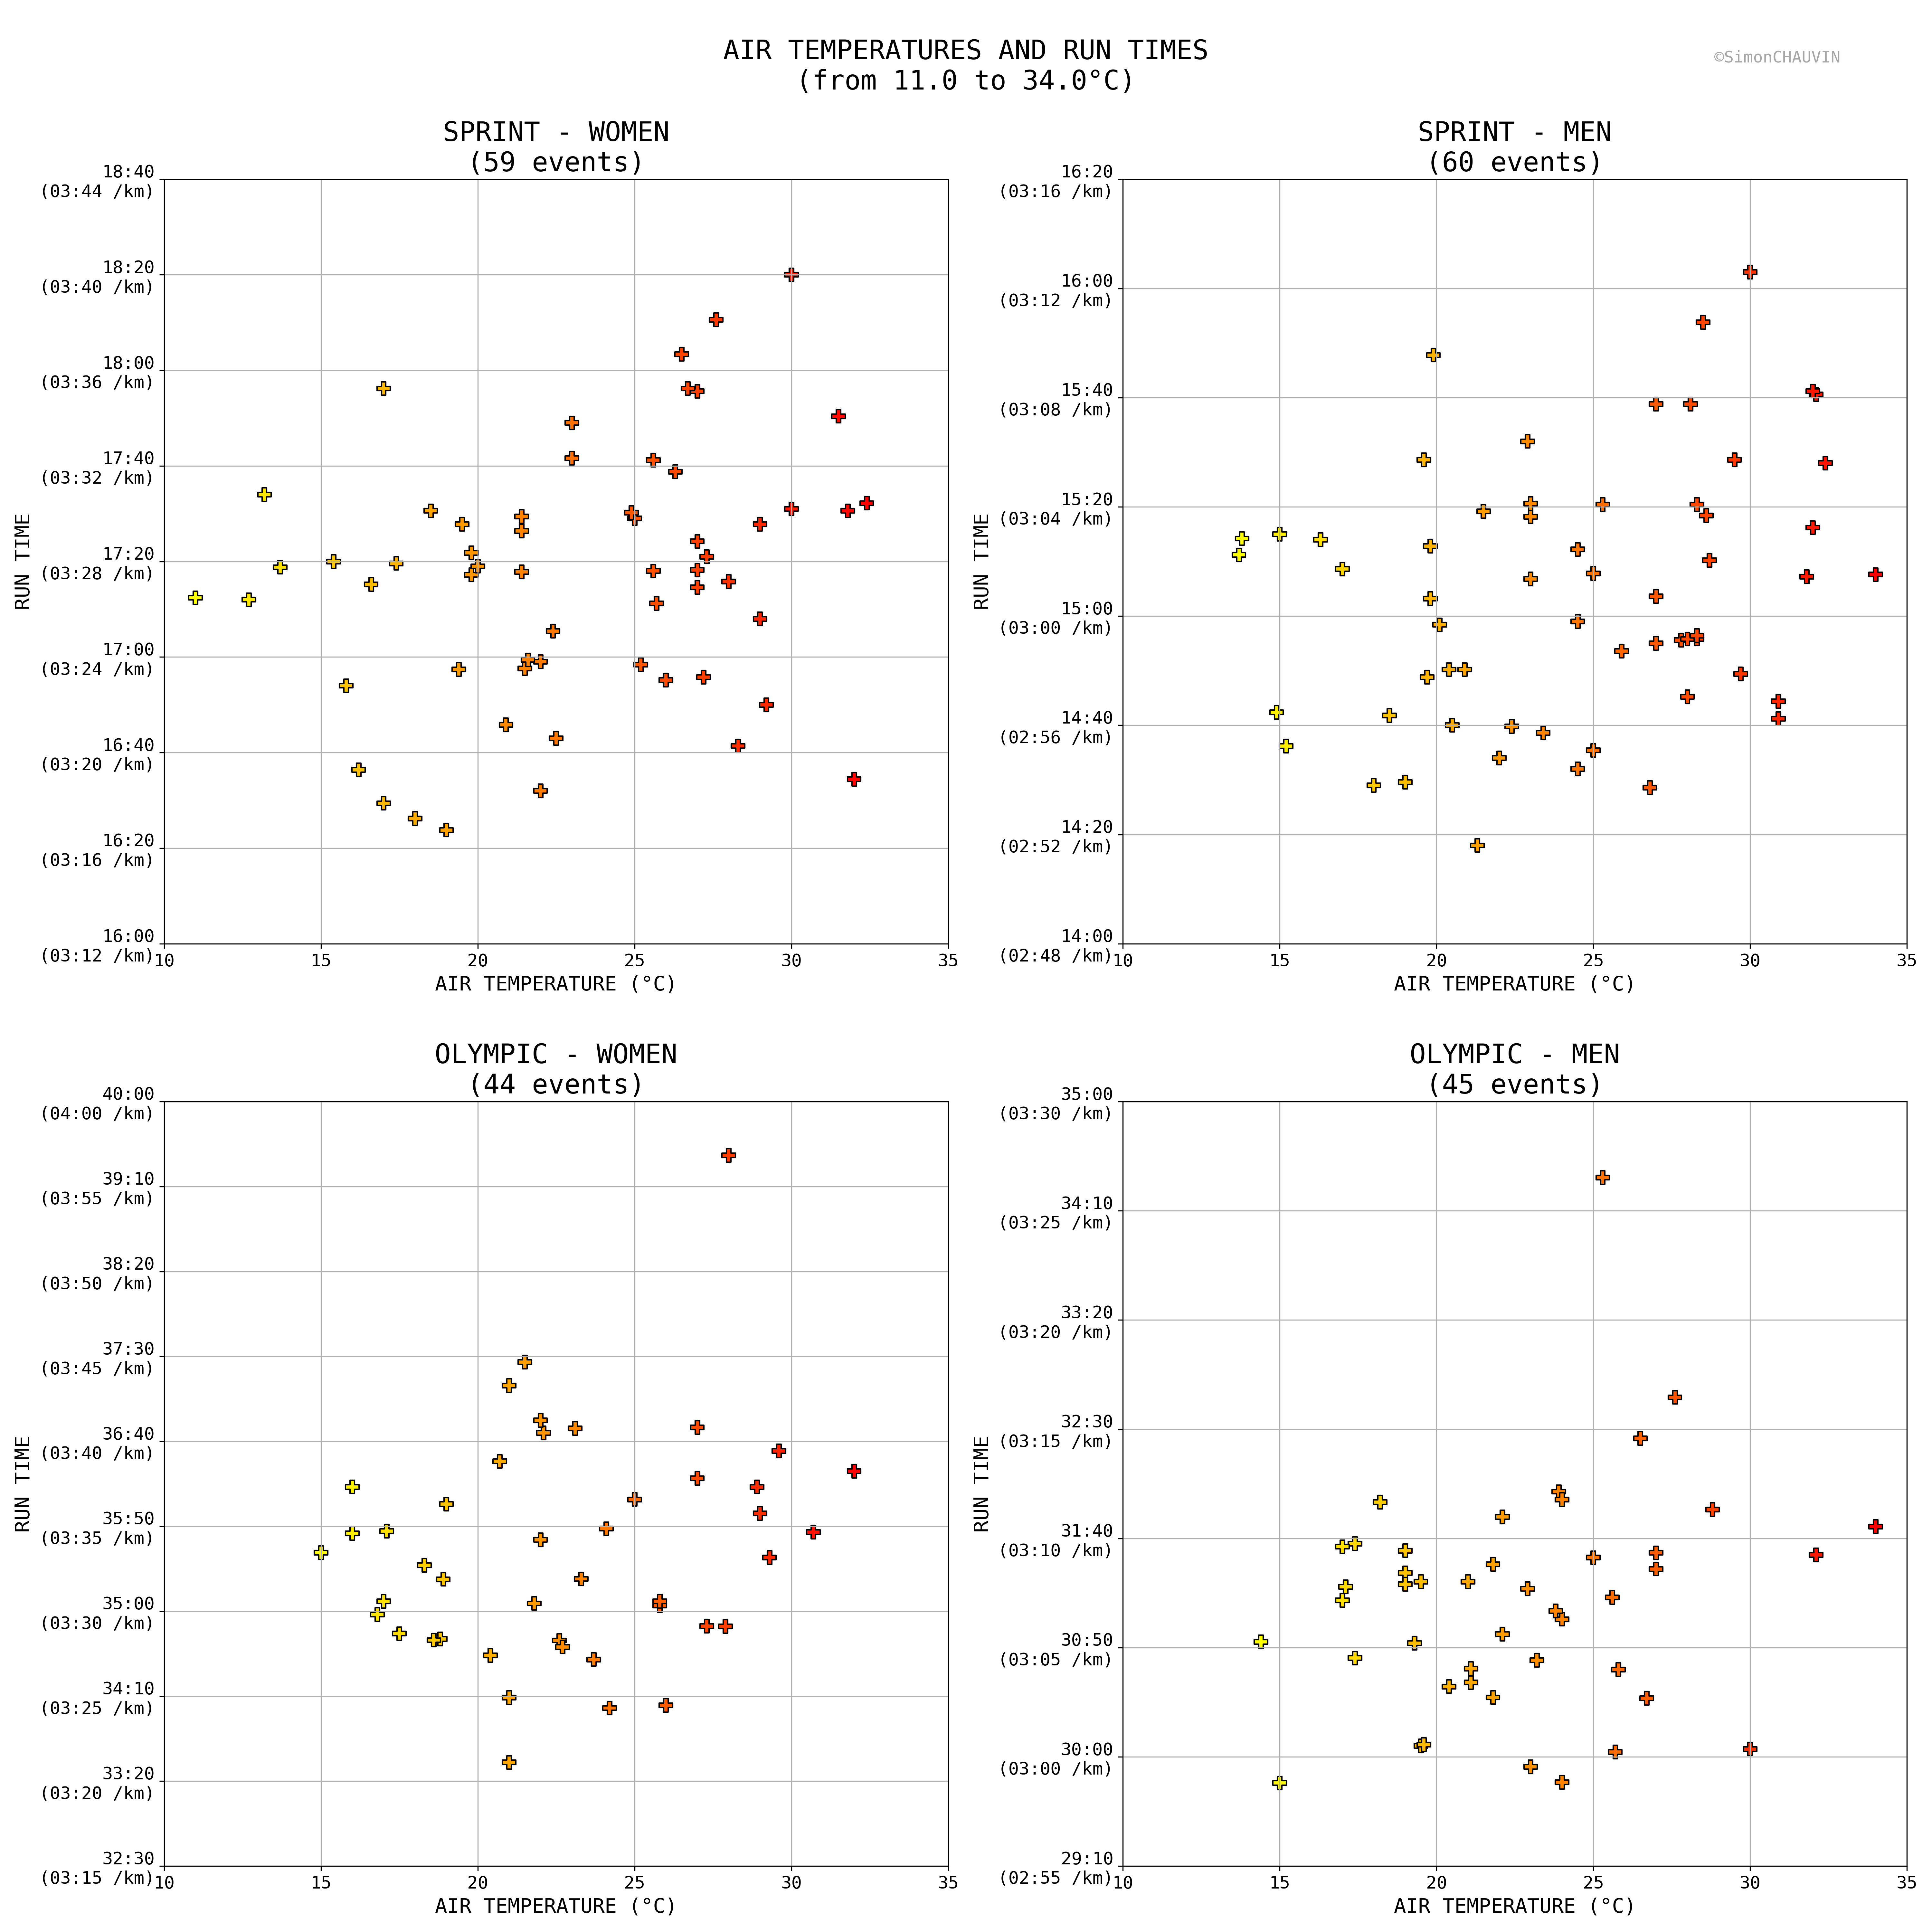 AIR TEMPERATURES AND RUN TIMES
(from 11.0 to 34.0°C)
©SimonCHAUVIN
SPRINT - WOMEN
(59 events)
18:40
(03:44 /km)
18:20
(03:40 /km)
18:00
(03:36 /km)
17:40
(03:32 /km)
17:20
(03:28 /km)
17:00
(03:24 /km)
16:40
(03:20 /km)
16:20
(03:16 /km)
16:00
(03:12 /km)
RUN TIME
10 15 20 25 30 35
AIR TEMPERATURE (°C)
SPRINT - MEN
(60 events)
16:20
(03:16 /km)
16:00
(03:12 /km)
15:40
(03:08 /km)
15:20
(03:04 /km)
15:00
(03:00 /km)
14:40
(02:56 /km)
14:20
(02:52 /km)
14:00
(02:48 /km)
RUN TIME
10 15 20 25 30 35
AIR TEMPERATURE (°C)
OLYMPIC - WOMEN
(44 events)
40:00
(04:00 /km)
39:10
(03:55 /km)
38:20
(03:50 /km)
37:30
(03:45 /km)
36:40
(03:40 /km)
35:50
(03:35 /km)
35:00
(03:30 /km)
34:10
(03:25 /km)
33:20
(03:20 /km)
32:30
(03:15 /km)
RUN TIME
10 15 20 25 30 35
AIR TEMPERATURE (°C)
OLYMPIC - MEN
(45 events)
35:00
(03:30 /km)
34:10
(03:25 /km)
33:20
(03:20 /km)
32:30
(03:15 /km)
31:40
(03:10 /km)
30:50
(03:05 /km)
30:00
(03:00 /km)
29:10
(02:55 /km)
RUN TIME
10 15 20 25 30 35
AIR TEMPERATURE (°C)